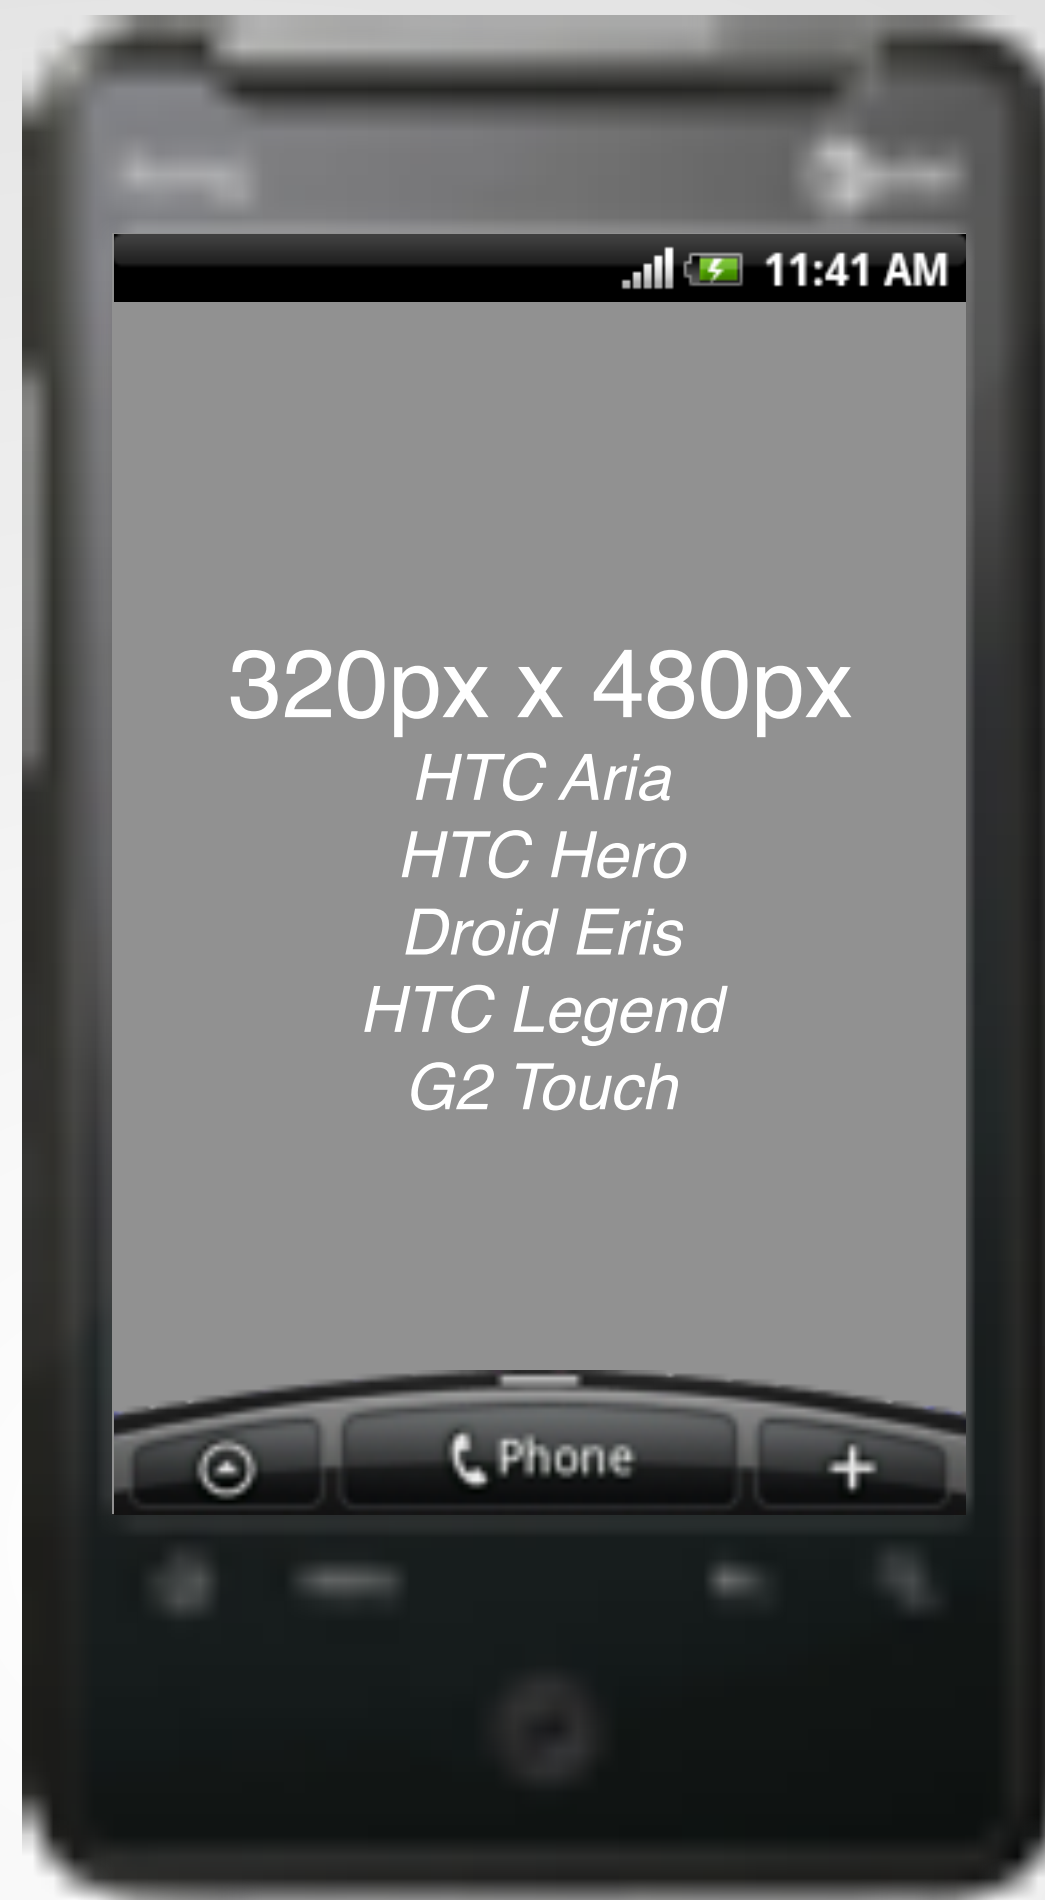 11:41 AM
320px x 480px
HTC Aria
HTC Hero
Droid Eris
HTC Legend
G2 Touch
Phone